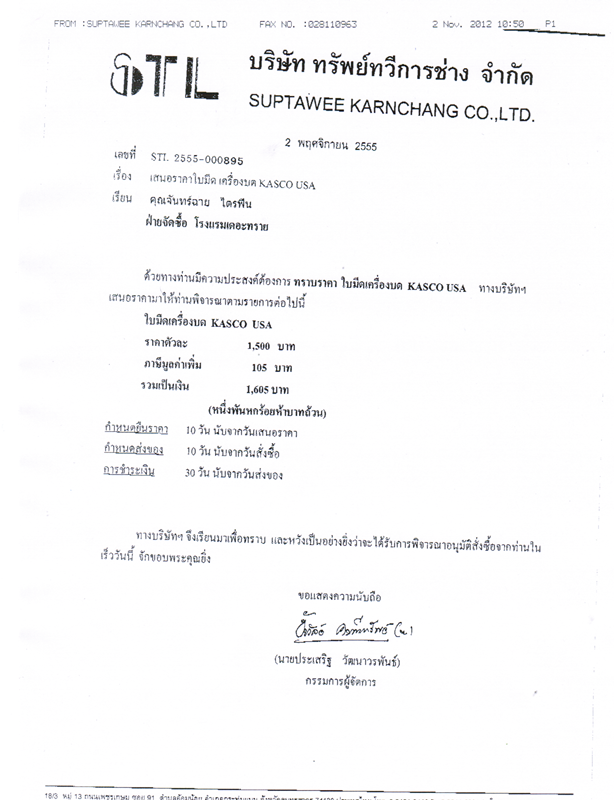 FROM :SUPTAWEE KARNCHANG CO.,LTD FAX NO. :028110963 2 Nov. 2012 10:50 P1
STL บริษัท ทรัพย์ทวีการช่าง จำกัด
SUPTAWEE KARNCHANG CO.,LTD.
2 พฤศจิกายน 2555
เลขที่ STL 2555-000895
เรื่อง เสนอราคาใบมีด เครื่องบด KASCO USA
เรียน คุณจันทร์ฉาย ไตรฟื้น
ฝ่ายจัดซื้อ โรงแรมเดอะทราย
ด้วยทางท่านมีความประสงค์ต้องการ ทราบราคา ใบมีดเครื่องบด KASCO USA ทางบริษัทฯ
เสนอราคามาให้ท่านพิจารณาตามรายการต่อไปนี้
ใบมีดเครื่องบด KASCO USA
ราคาตัวละ 1,500 บาท
ภาษีมูลค่าเพิ่ม 105 บาท
รวมเป็นเงิน 1,605 บาท
(หนึ่งพันหกร้อยห้าบาทถ้วน)
กำหนดยืนราคา 10 วัน นับจากวันเสนอราคา
กำหนดส่งของ 10 วัน นับจากวันสั่งซื้อ
การชำระเงิน 30 วัน นับจากวันส่งของ
ทางบริษัทฯ จึงเรียนมาเพื่อทราบ และหวังเป็นอย่างยิ่งว่าจะได้รับการพิจารณาอนุมัติสั่งซื้อจากท่านใน
เร็ววันนี้ จักขอบพระคุณยิ่ง
ขอแสดงความนับถือ
(นายประเสริฐ วัฒนาวรพันธ์)
กรรมการผู้จัดการ
18/3 หมู่ 13 ถนนเพชรเกษม ซอย 91